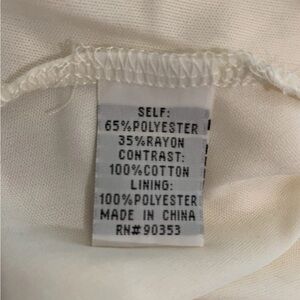 SELF:
65%POLYESTER
35%RAYON
CONTRAST:
100%COTTON
LINING:
100%POLYESTER
MADE IN CHINA
RN#90353